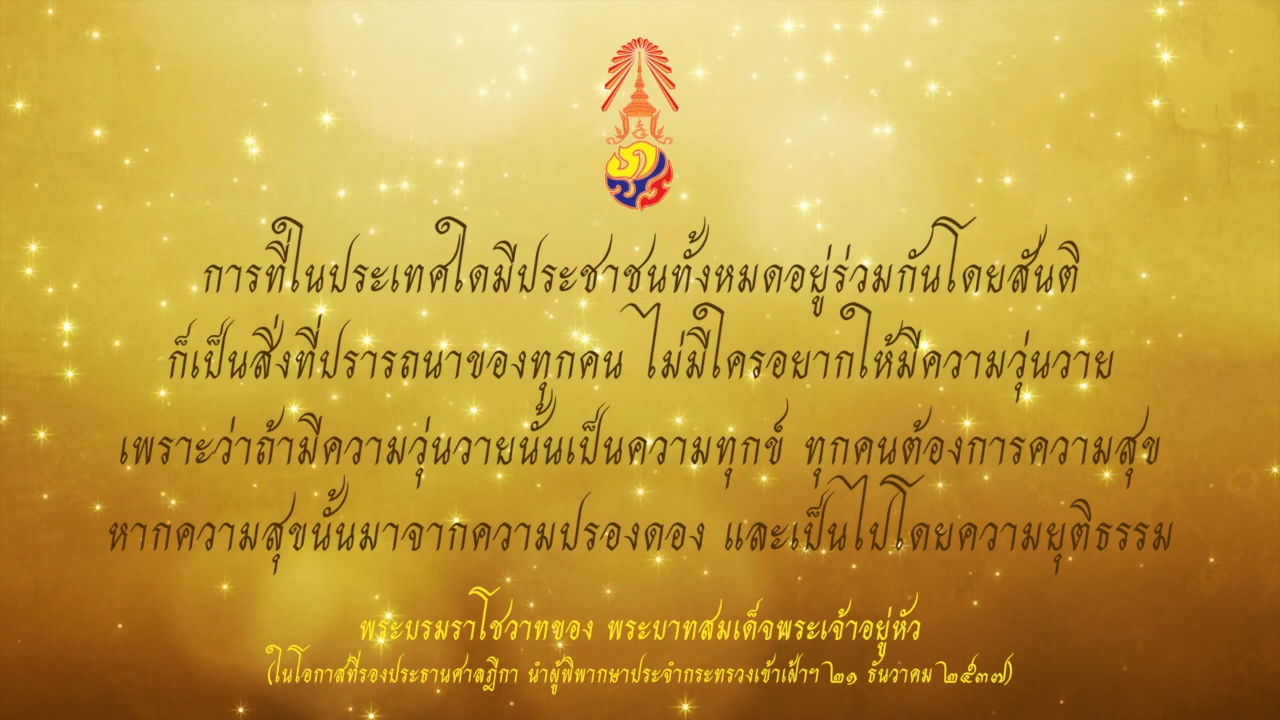 การที่ในประเทศใดมีประชาชนทั้งหมดอยู่ร่วมกันโดยสันติ
ก็เป็นสิ่งที่ปรารถนาของทุกคน ไม่มีใครอยากให้มีความวุ่นวาย
เพราะว่าถ้ามีความวุ่นวายนั้นเป็นความทุกข์ ทุกคนต้องการความสุข
หากความสุขนั้นมาจากความปรองดอง และเป็นไปโดยความยุติธรรม
พระบรมราโชวาทของ พระบาทสมเด็จพระเจ้าอยู่หัว
(ในโอกาสที่รองประธานศาลฎีกา นำผู้พิพากษาประจำกระทรวงเข้าเฝ้าฯ ๒๑ ธันวาคม ๒๕๓๗)